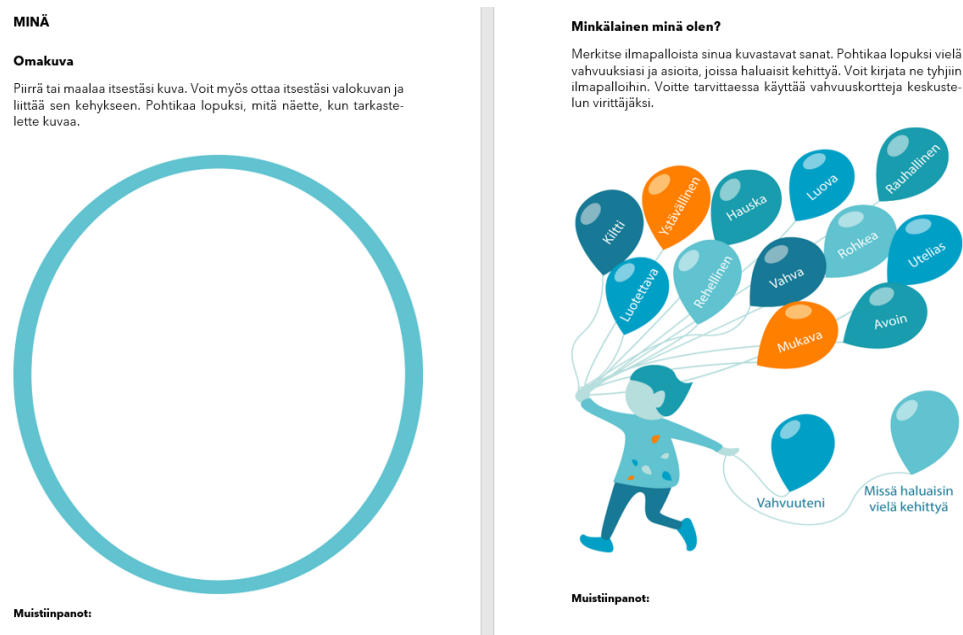 MINÄ
Omakuva
Piirrä tai maalaa itsestäsi kuva. Voit myös ottaa itsestäsi valokuvan ja
liittää sen kehykseen. Pohtikaa lopuksi, mitä näette, kun tarkaste-
lette kuvaa.
Muistiinpanot:
Minkälainen minä olen?
Merkitse ilmapalloista sinua kuvastavat sanat. Pohtikaa lopuksi vielä
vahvuuksiasi ja asioita, joissa haluaisit kehittyä. Voit kirjata ne tyhjiin
ilmapalloihin. Voitte tarvittaessa käyttää vahvuuskortteja keskuste-
lun virittäjäksi.
Kiltti
Ystävällinen
Hauska
Luova
Rauhallinen
Luotettava
Rehellinen
Vahva
Rohkea
Utelias
Mukava
Avoin
Vahvuuteni
Missä haluaisin
vielä kehittyä
Muistiinpanot: